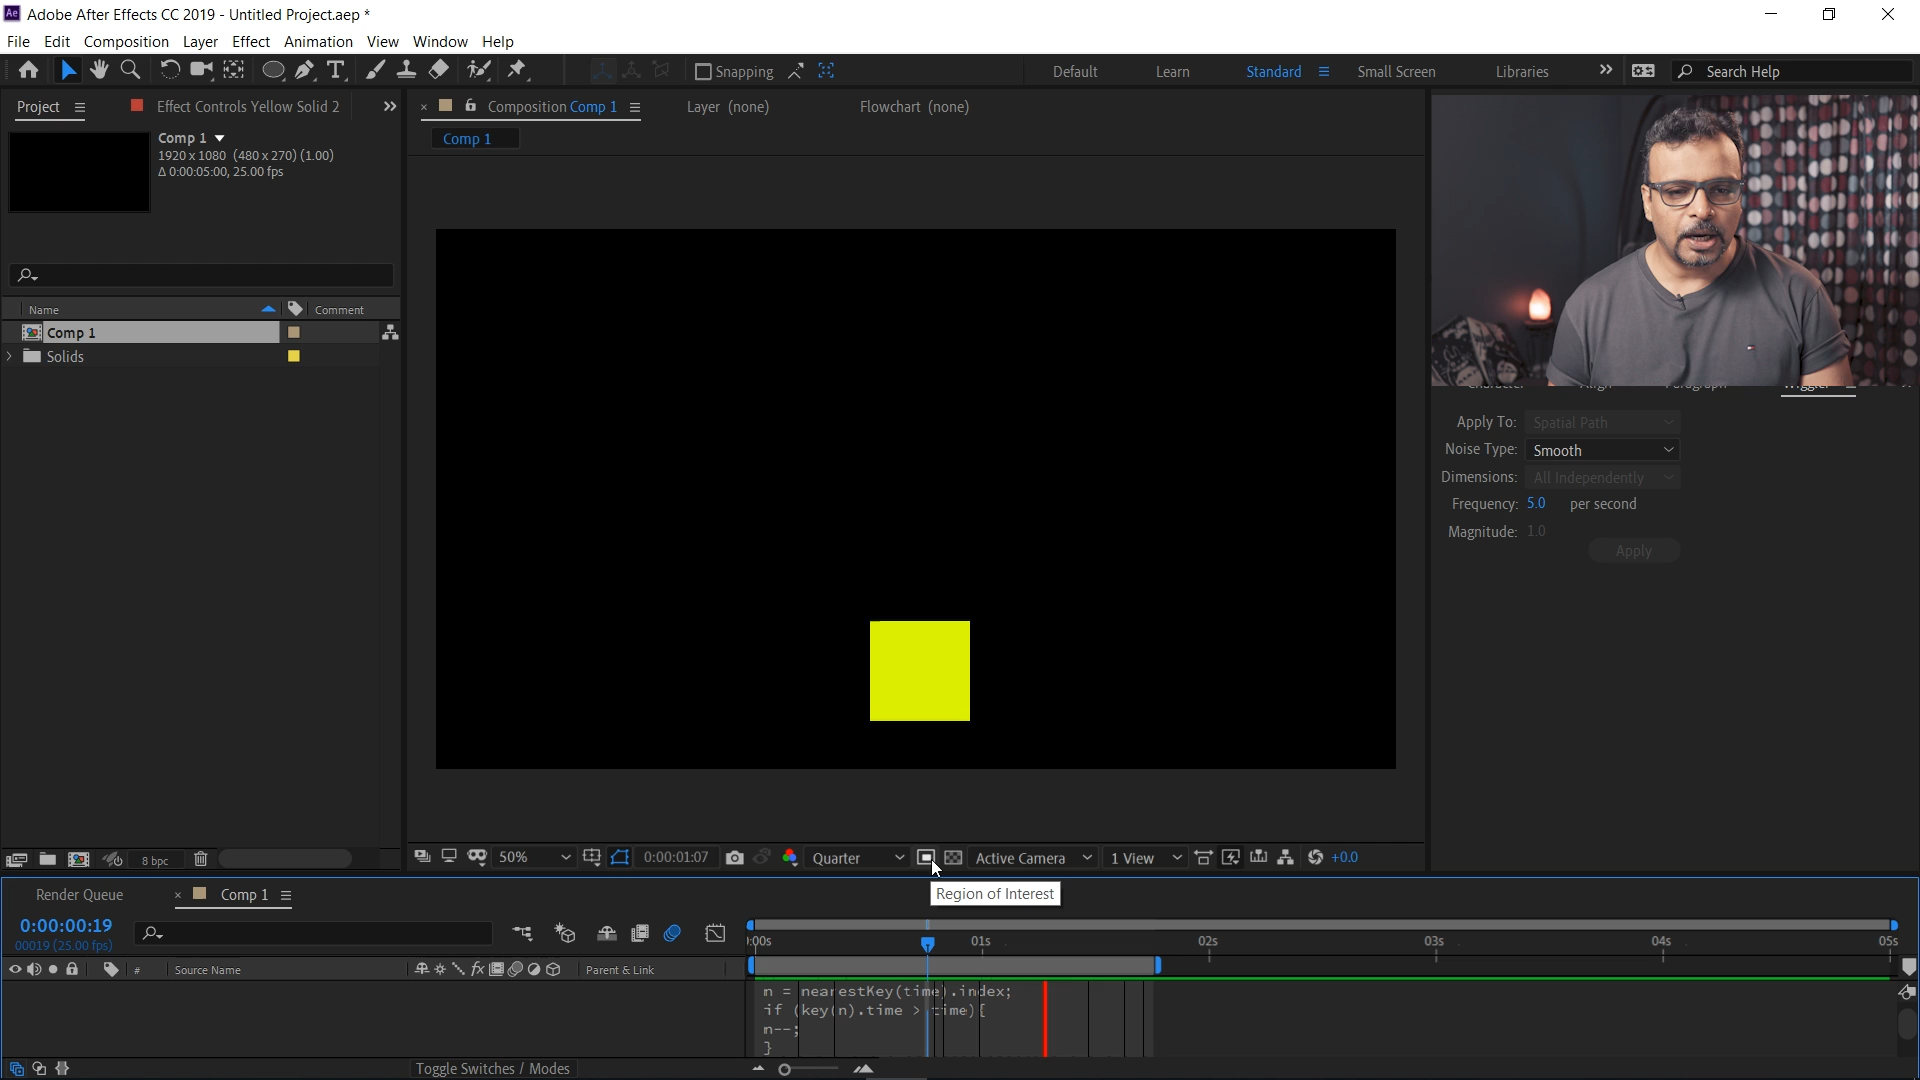 Ae Adobe After Effects CC 2019 - Untitled Project.aep *
File Edit Composition Layer Effect Animation View Window Help
Snapping Default Learn Standard Small Screen Libraries Search Help
Project Effect Controls Yellow Solid 2
Composition Comp 1 Layer (none) Flowchart (none)
Comp 1
Comp 1
1920 x 1080 (480 x 270) (1.00)
Δ 0:00:05:00, 25.00 fps
Name Comment
Comp 1
Solids
Wiggler
Apply To: Spatial Path
Noise Type: Smooth
Dimensions: All Independently
Frequency: 5.0 per second
Magnitude: 1.0
Apply
8 bpc
50% 0:00:01:07 Quarter Active Camera 1 View +0.0
Region of Interest
Render Queue Comp 1
0:00:00:19
00019 (25.00 fps)
:00s 01s 02s 03s 04s 05s
# Source Name fx Parent & Link
n = nearestKey(time).index;
if (key(n).time > time){
n--;
}
Toggle Switches / Modes